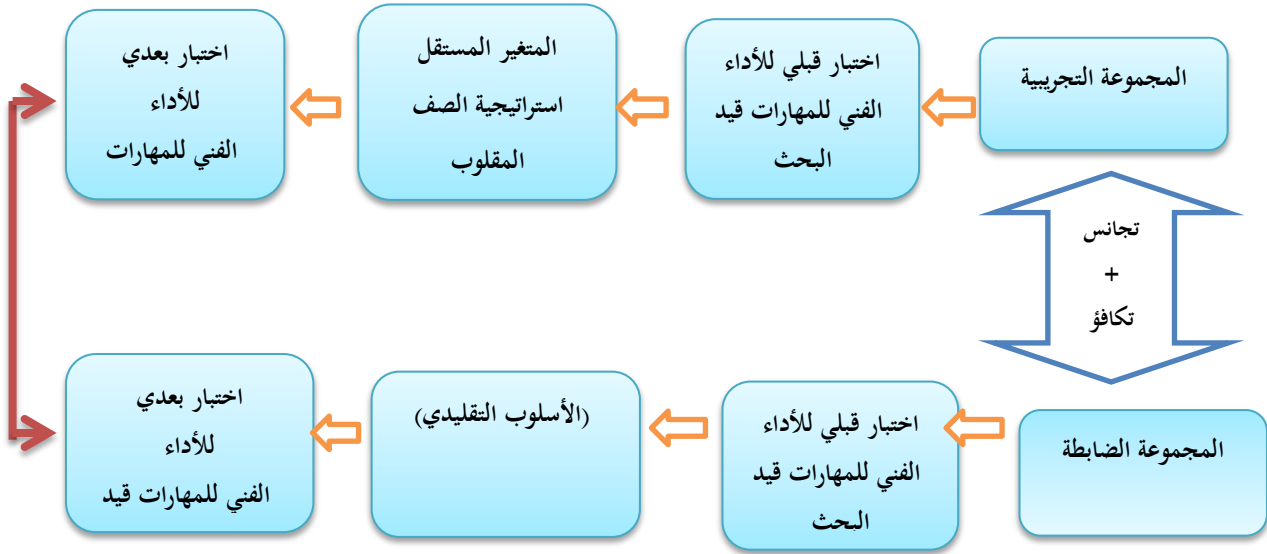 المجموعة التجريبية
اختبار قبلي للأداء
الفني للمهارات قيد
البحث
المتغير المستقل
استراتيجية الصف
المقلوب
اختبار بعدي
للأداء
الفني للمهارات
تجانس
+
تكافؤ
المجموعة الضابطة
اختبار قبلي للأداء
الفني للمهارات قيد
البحث
(الأسلوب التقليدي)
اختبار بعدي
للأداء
الفني للمهارات قيد